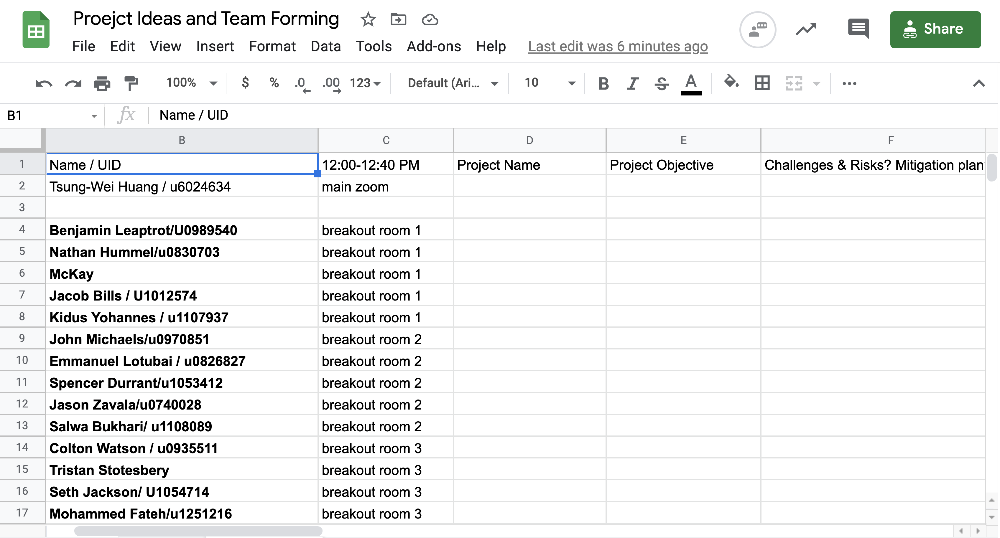 Proejct Ideas and Team Forming
File Edit View Insert Format Data Tools Add-ons Help Last edit was 6 minutes ago
Share
100% $ % .0 .00 123 Default (Ari... 10 B I S A
B1 fx Name / UID
B C D E F
1 Name / UID 12:00-12:40 PM Project Name Project Objective Challenges & Risks? Mitigation plan
2 Tsung-Wei Huang / u6024634 main zoom
3
4 Benjamin Leaptrot/U0989540 breakout room 1
5 Nathan Hummel/u0830703 breakout room 1
6 McKay breakout room 1
7 Jacob Bills / U1012574 breakout room 1
8 Kidus Yohannes / u1107937 breakout room 1
9 John Michaels/u0970851 breakout room 2
10 Emmanuel Lotubai / u0826827 breakout room 2
11 Spencer Durrant/u1053412 breakout room 2
12 Jason Zavala/u0740028 breakout room 2
13 Salwa Bukhari/ u1108089 breakout room 2
14 Colton Watson / u0935511 breakout room 3
15 Tristan Stotesbery breakout room 3
16 Seth Jackson/ U1054714 breakout room 3
17 Mohammed Fateh/u1251216 breakout room 3